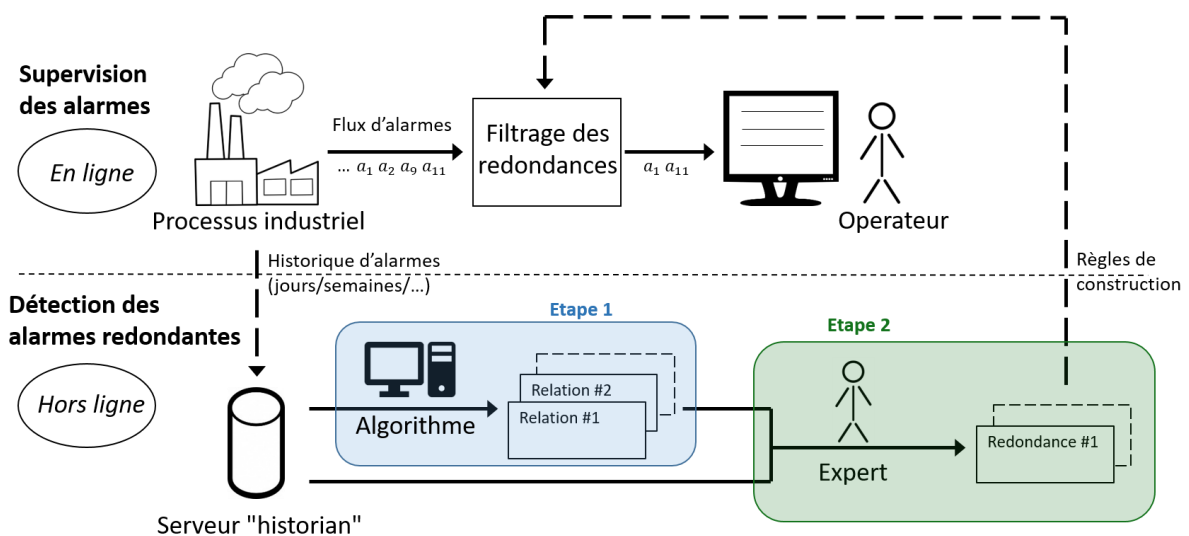 Supervision
des alarmes
En ligne
Processus industriel
Flux d'alarmes
... a₁ a₂ a₉ a₁₁
Filtrage des
redondances
a₁ a₁₁
Operateur
Historique d'alarmes
(jours/semaines/...)
Règles de
construction
Détection des
alarmes redondantes
Hors ligne
Serveur "historian"
Etape 1
Algorithme
Relation #2
Relation #1
Etape 2
Expert
Redondance #1